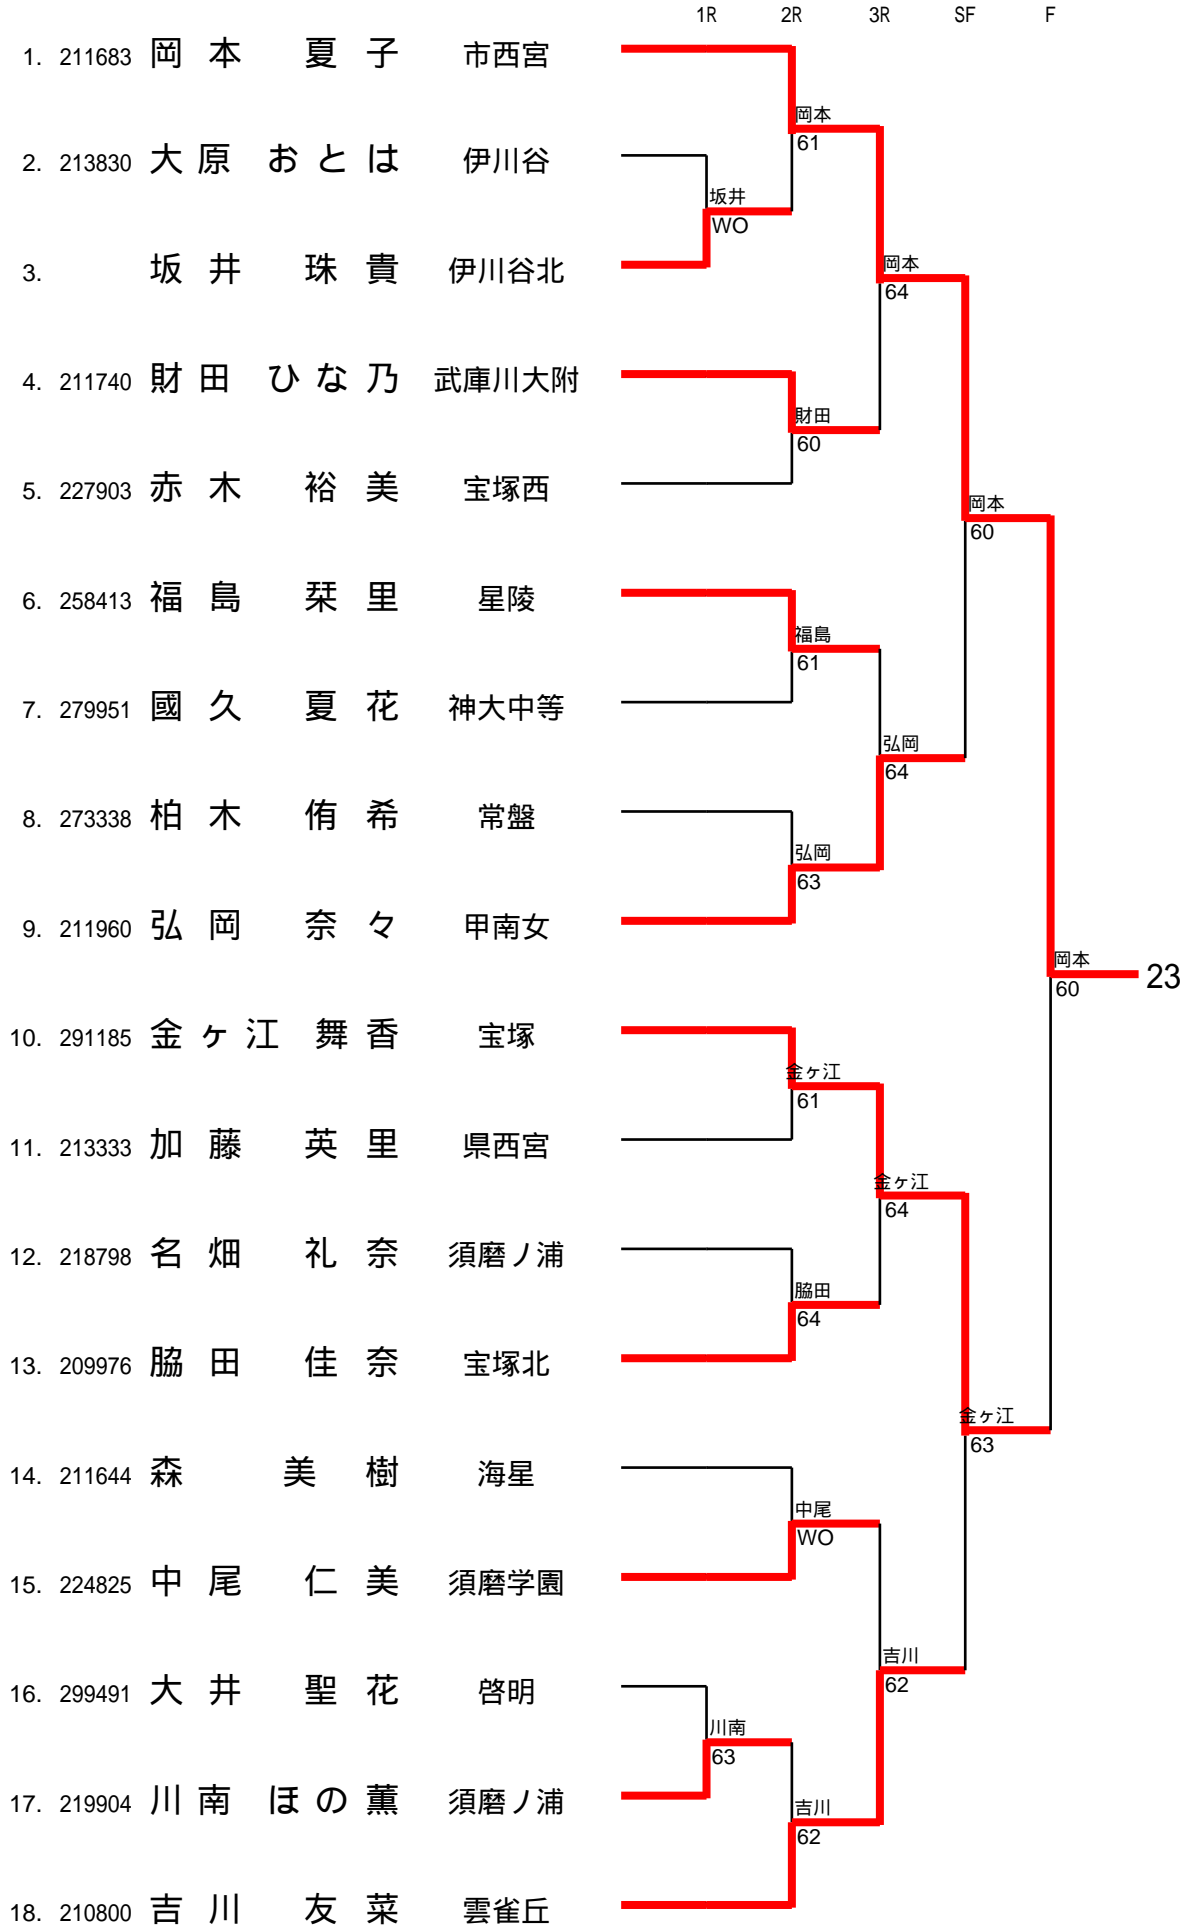 1R 2R 3R SF F
1. 211683 岡本 夏子 市西宮
岡本
61
2. 213830 大原 おとは 伊川谷
坂井
WO
3. 坂井 珠貴 伊川谷北
岡本
64
4. 211740 財田 ひな乃 武庫川大附
財田
60
5. 227903 赤木 裕美 宝塚西
岡本
60
6. 258413 福島 栞里 星陵
福島
61
7. 279951 國久 夏花 神大中等
弘岡
64
8. 273338 柏木 侑希 常盤
弘岡
63
9. 211960 弘岡 奈々 甲南女
岡本
60
23
10. 291185 金ヶ江 舞香 宝塚
金ヶ江
61
11. 213333 加藤 英里 県西宮
金ヶ江
64
12. 218798 名畑 礼奈 須磨ノ浦
脇田
64
13. 209976 脇田 佳奈 宝塚北
金ヶ江
63
14. 211644 森 美樹 海星
中尾
WO
15. 224825 中尾 仁美 須磨学園
吉川
62
16. 299491 大井 聖花 啓明
川南
63
17. 219904 川南 ほの薫 須磨ノ浦
吉川
62
18. 210800 吉川 友菜 雲雀丘